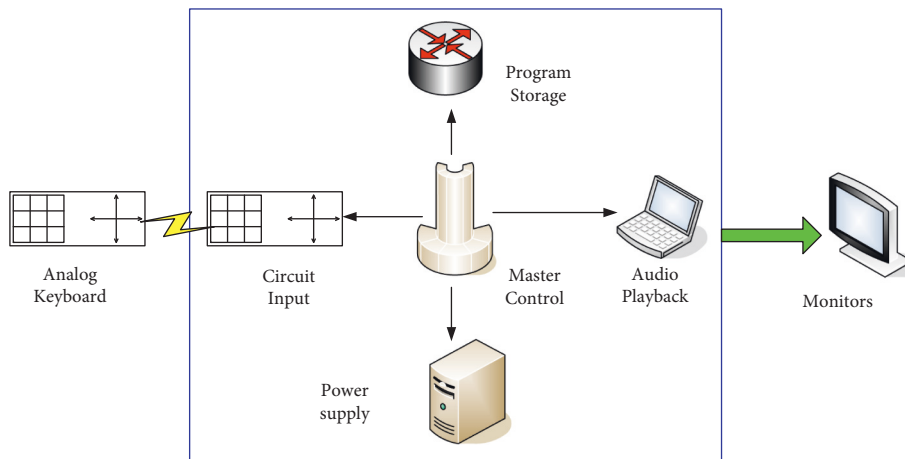 Program
Storage
Analog
Keyboard
Circuit
Input
Master
Control
Audio
Playback
Monitors
Power
supply